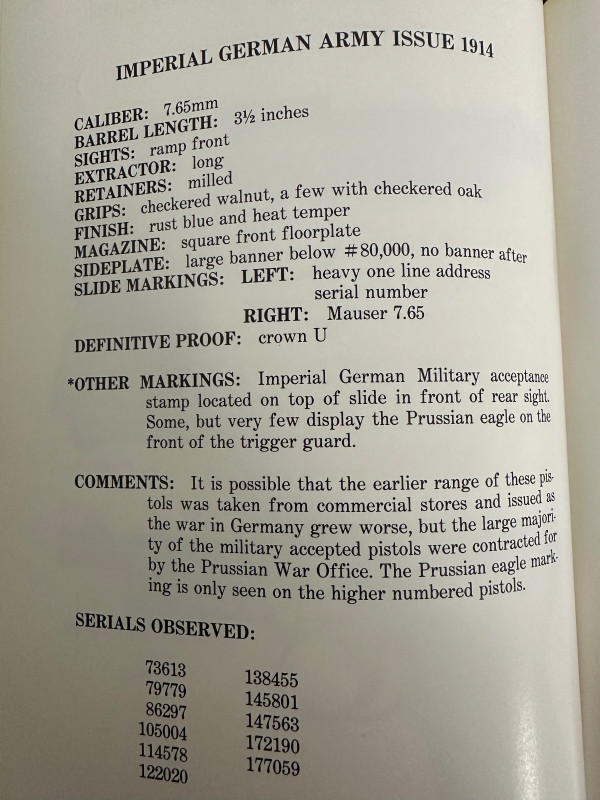 IMPERIAL GERMAN ARMY ISSUE 1914
CALIBER: 7.65mm
BARREL LENGTH: 3½ inches
SIGHTS: ramp front
EXTRACTOR: long
RETAINERS: milled
GRIPS: checkered walnut, a few with checkered oak
FINISH: rust blue and heat temper
MAGAZINE: square front floorplate
SIDEPLATE: large banner below #80,000, no banner after
SLIDE MARKINGS: LEFT: heavy one line address
serial number
RIGHT: Mauser 7.65
DEFINITIVE PROOF: crown U
*OTHER MARKINGS: Imperial German Military acceptance
stamp located on top of slide in front of rear sight.
Some, but very few display the Prussian eagle on the
front of the trigger guard.
COMMENTS: It is possible that the earlier range of these pis-
tols was taken from commercial stores and issued as
the war in Germany grew worse, but the large majori-
ty of the military accepted pistols were contracted for
by the Prussian War Office. The Prussian eagle mark-
ing is only seen on the higher numbered pistols.
SERIALS OBSERVED:
73613
79779
86297
105004
114578
122020
138455
145801
147563
172190
177059